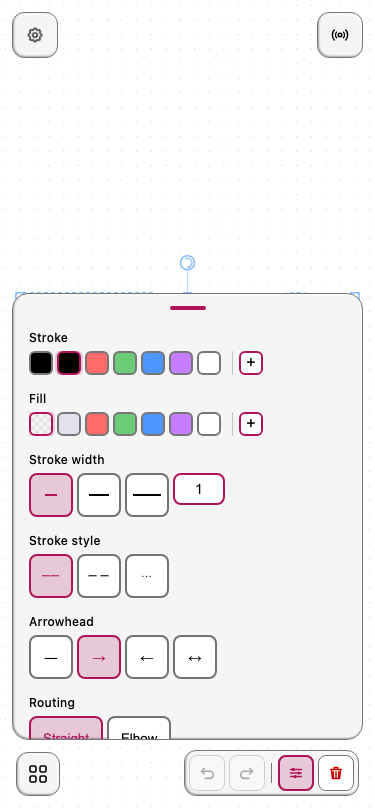 Stroke
+
Fill
+
Stroke width
1
Stroke style
Arrowhead
Routing
Straight Elbow